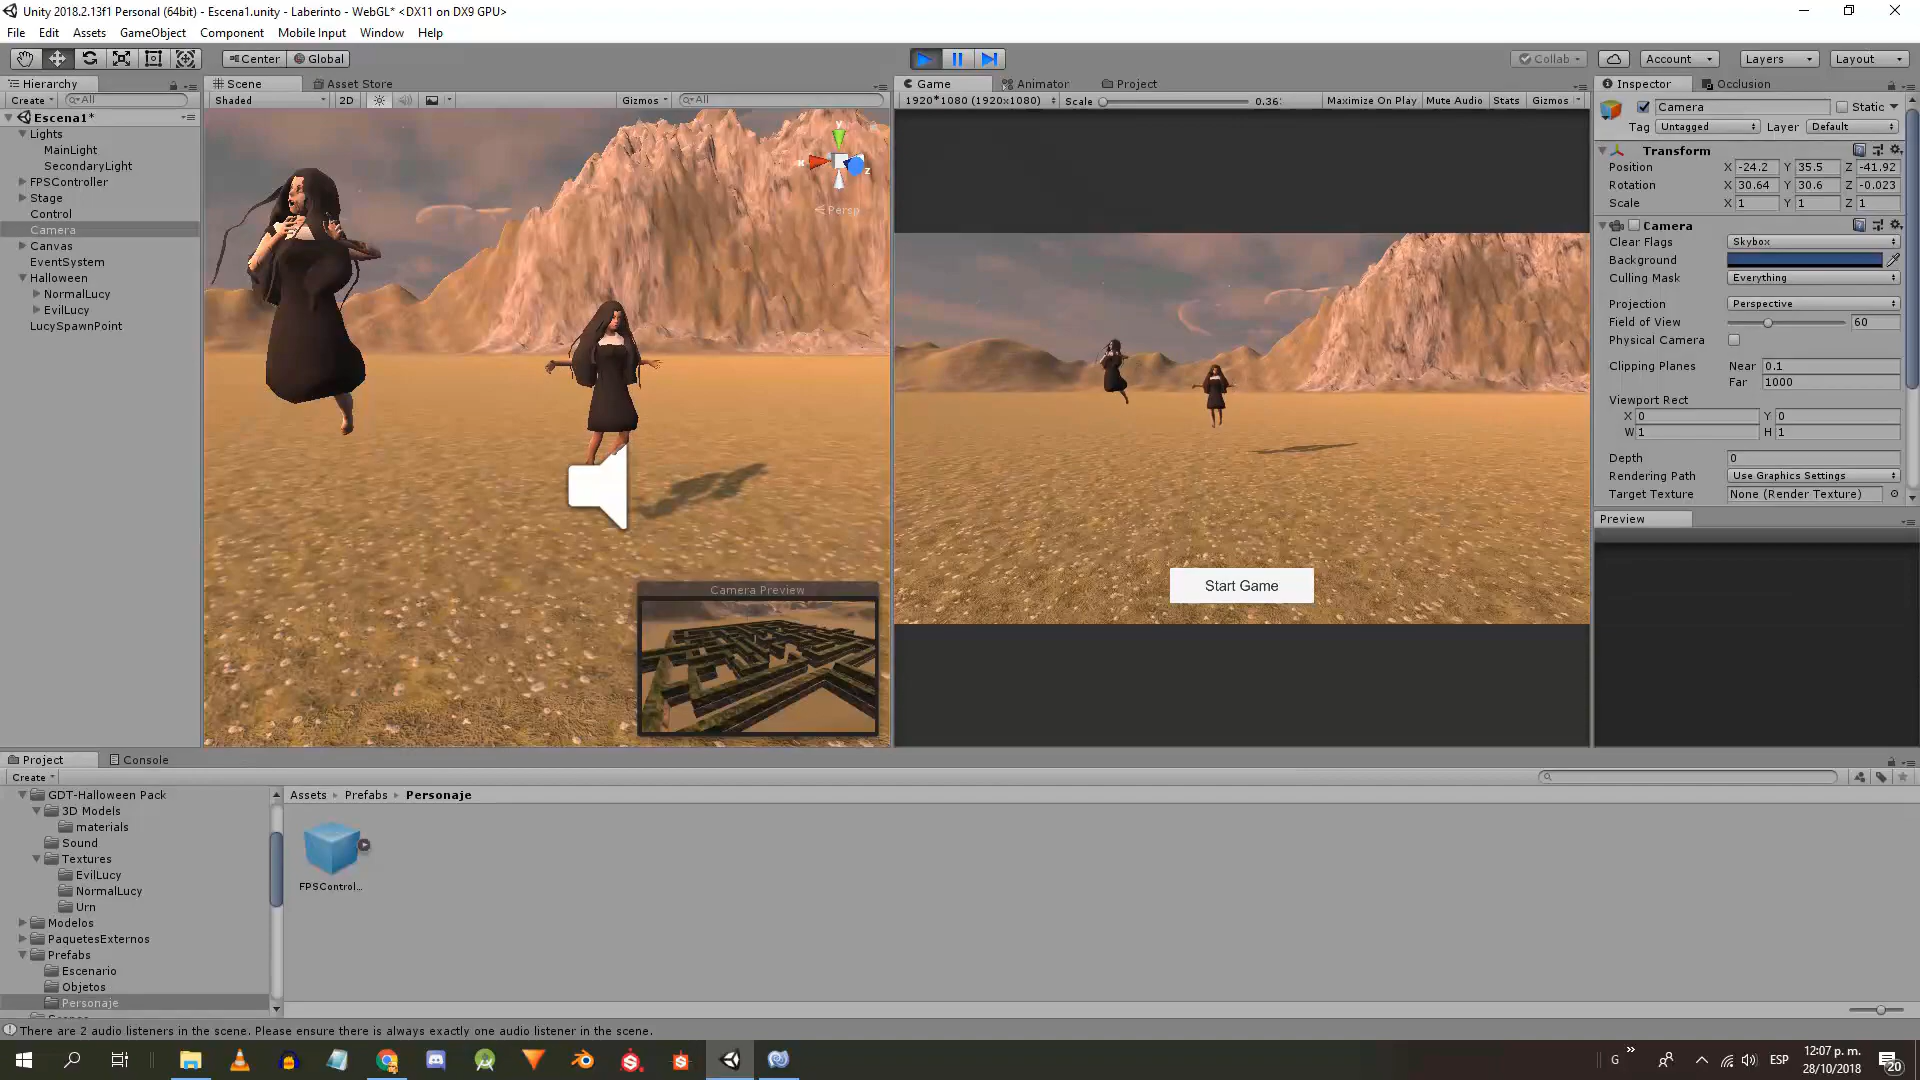 Unity 2018.2.13f1 Personal (64bit) - Escena1.unity - Laberinto - WebGL* <DX11 on DX9 GPU>
File Edit Assets GameObject Component Mobile Input Window Help
Center Global Collab Account Layers Layout
Hierarchy
Create All
Escena1*
Lights
MainLight
SecondaryLight
FPSController
Stage
Control
Camera
Canvas
EventSystem
Halloween
NormalLucy
EvilLucy
LucySpawnPoint
Scene Asset Store
Shaded 2D Gizmos All
y
x
z
Persp
Camera Preview
Game Animator Project
1920*1080 (1920x1080) Scale 0.36 Maximize On Play Mute Audio Stats Gizmos
Start Game
Inspector Occlusion
Camera Static
Tag Untagged Layer Default
Transform
Position X -24.2 Y 35.5 Z -41.92
Rotation X 30.64 Y 30.6 Z -0.023
Scale X 1 Y 1 Z 1
Camera
Clear Flags Skybox
Background
Culling Mask Everything
Projection Perspective
Field of View 60
Physical Camera
Clipping Planes Near 0.1
Far 1000
Viewport Rect
X 0 Y 0
W 1 H 1
Depth 0
Rendering Path Use Graphics Settings
Target Texture None (Render Texture)
Preview
Project Console
Create
GDT-Halloween Pack
3D Models
materials
Sound
Textures
EvilLucy
NormalLucy
Urn
Modelos
PaquetesExternos
Prefabs
Escenario
Objetos
Personaje
Assets Prefabs Personaje
FPSControl...
There are 2 audio listeners in the scene. Please ensure there is always exactly one audio listener in the scene.
G » ESP 12:07 p. m.
28/10/2018 20